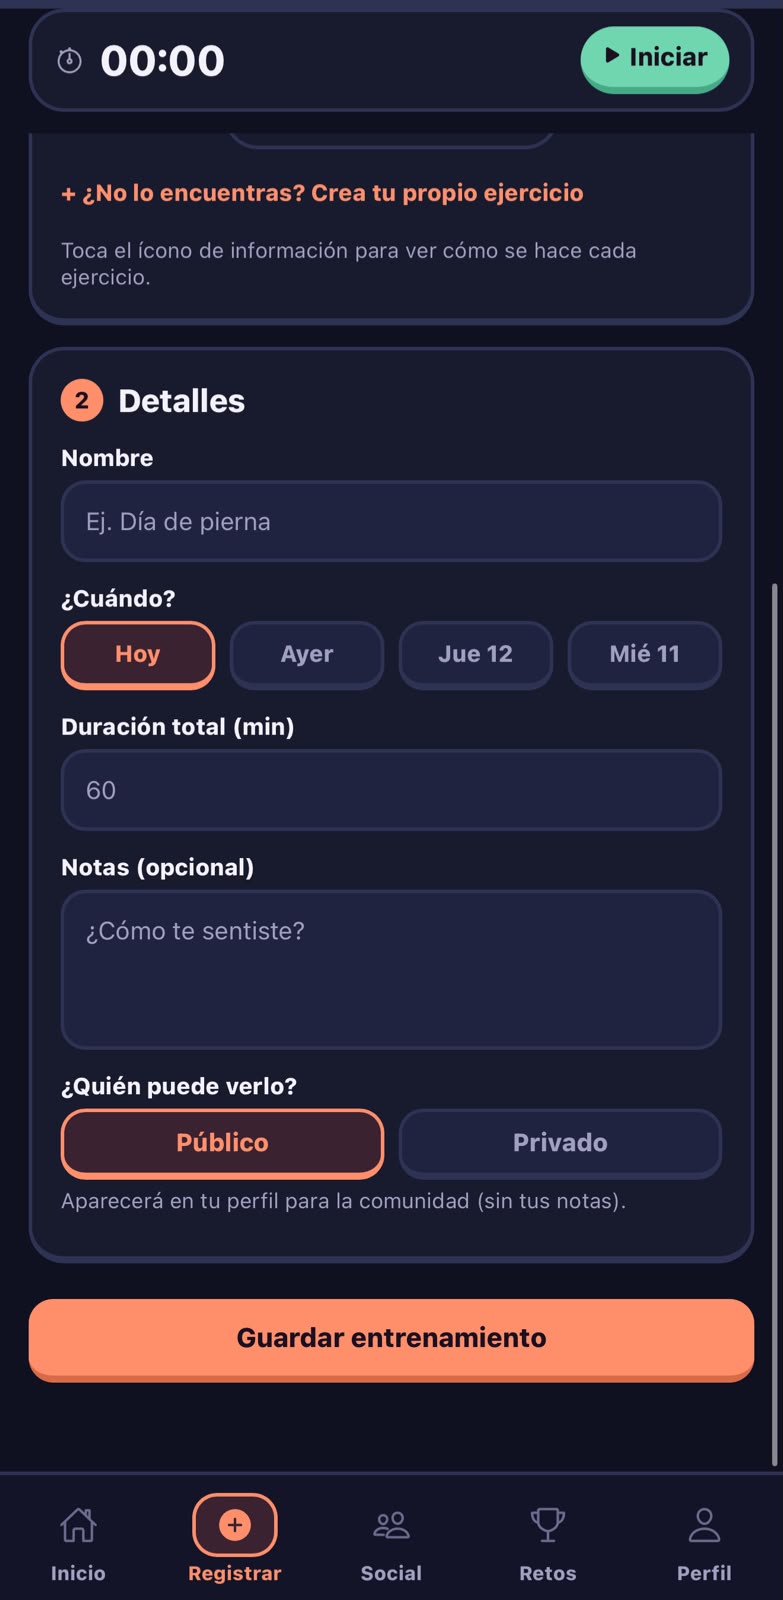 00:00
Iniciar
+ ¿No lo encuentras? Crea tu propio ejercicio
Toca el ícono de información para ver cómo se hace cada
ejercicio.
2 Detalles
Nombre
Ej. Día de pierna
¿Cuándo?
Hoy
Ayer
Jue 12
Mié 11
Duración total (min)
60
Notas (opcional)
¿Cómo te sentiste?
¿Quién puede verlo?
Público
Privado
Aparecerá en tu perfil para la comunidad (sin tus notas).
Guardar entrenamiento
Inicio
Registrar
Social
Retos
Perfil